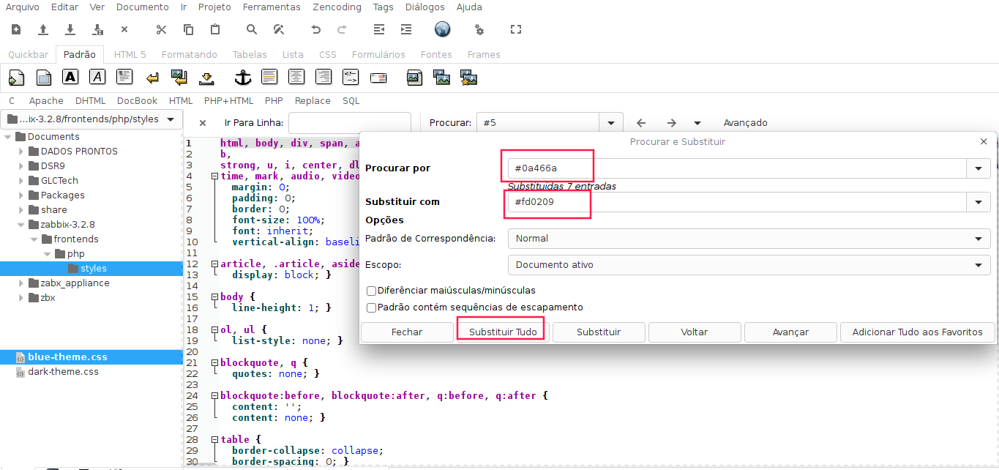 Arquivo Editar Ver Documento Ir Projeto Ferramentas Zencoding Tags Diálogos Ajuda
Quickbar Padrão HTML 5 Formatando Tabelas Lista CSS Formulários Fontes Frames
C Apache DHTML DocBook HTML PHP+HTML PHP Replace SQL
...ix-3.2.8/frontends/php/styles
Ir Para Linha: Procurar: #5 Avançado
Documents
DADOS PRONTOS
DSR9
GLCTech
Packages
share
zabbix-3.2.8
frontends
php
styles
zabx_appliance
zbx
blue-theme.css
dark-theme.css
1 html, body, div, span, a
2 b,
3 strong, u, i, center, dl
4 time, mark, audio, video
5 margin: 0;
6 padding: 0;
7 border: 0;
8 font-size: 100%;
9 font: inherit;
10 vertical-align: baseli
11
12 article, .article, aside
13 display: block; }
14
15 body {
16 line-height: 1; }
17
18 ol, ul {
19 list-style: none; }
20
21 blockquote, q {
22 quotes: none; }
23
24 blockquote:before, blockquote:after, q:before, q:after {
25 content: '';
26 content: none; }
27
28 table {
29 border-collapse: collapse;
30 border-spacing: 0; }
Procurar e Substituir
Procurar por #0a466a
Substituidas 7 entradas
Substituir com #fd0209
Opções
Padrão de Correspondência: Normal
Escopo: Documento ativo
Diferênciar maiúsculas/minúsculas
Padrão contém sequências de escapamento
Fechar Substituir Tudo Substituir Voltar Avançar Adicionar Tudo aos Favoritos